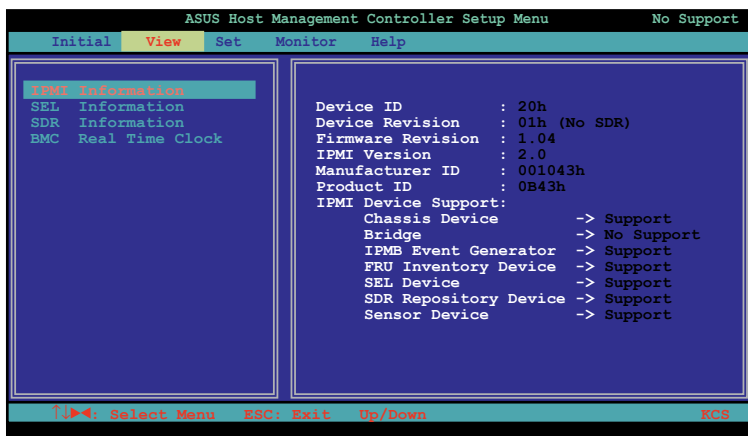 ASUS Host Management Controller Setup Menu No Support
Initial View Set Monitor Help
IPMI Information
SEL Information
SDR Information
BMC Real Time Clock
Device ID : 20h
Device Revision : 01h (No SDR)
Firmware Revision : 1.04
IPMI Version : 2.0
Manufacturer ID : 001043h
Product ID : 0B43h
IPMI Device Support:
Chassis Device -> Support
Bridge -> No Support
IPMB Event Generator -> Support
FRU Inventory Device -> Support
SEL Device -> Support
SDR Repository Device -> Support
Sensor Device -> Support
↑↓►◄: Select Menu ESC: Exit Up/Down KCS